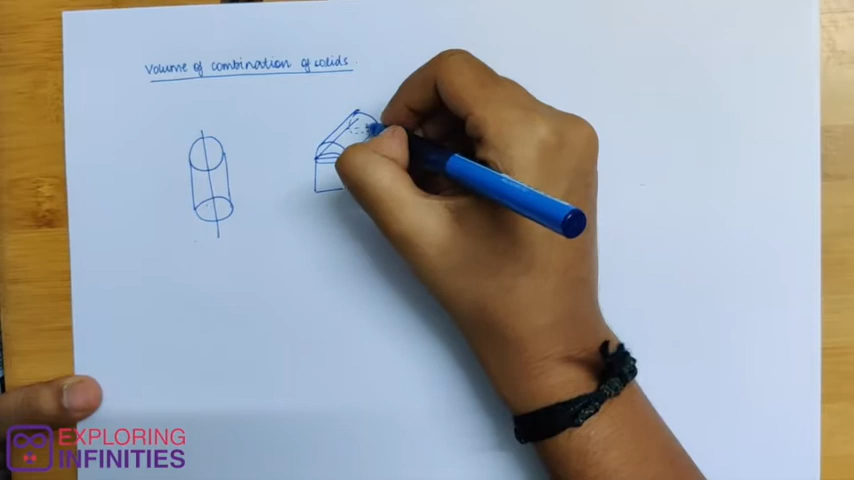 Volume of combination of solids.
EXPLORING
INFINITIES